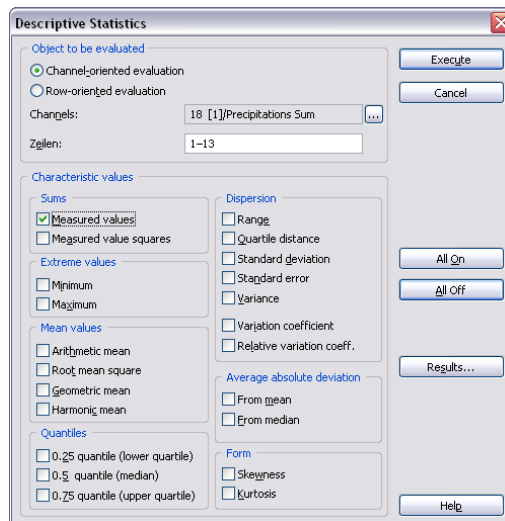 Descriptive Statistics
Object to be evaluated
Channel-oriented evaluation
Row-oriented evaluation
Channels:
18 [1]/Precipitations Sum
...
Zeilen:
1-13
Characteristic values
Sums
Measured values
Measured value squares
Extreme values
Minimum
Maximum
Mean values
Arithmetic mean
Root mean square
Geometric mean
Harmonic mean
Quantiles
0.25 quantile (lower quartile)
0.5 quantile (median)
0.75 quantile (upper quartile)
Dispersion
Range
Quartile distance
Standard deviation
Standard error
Variance
Variation coefficient
Relative variation coeff.
Average absolute deviation
From mean
From median
Form
Skewness
Kurtosis
Execute
Cancel
All On
All Off
Results...
Help